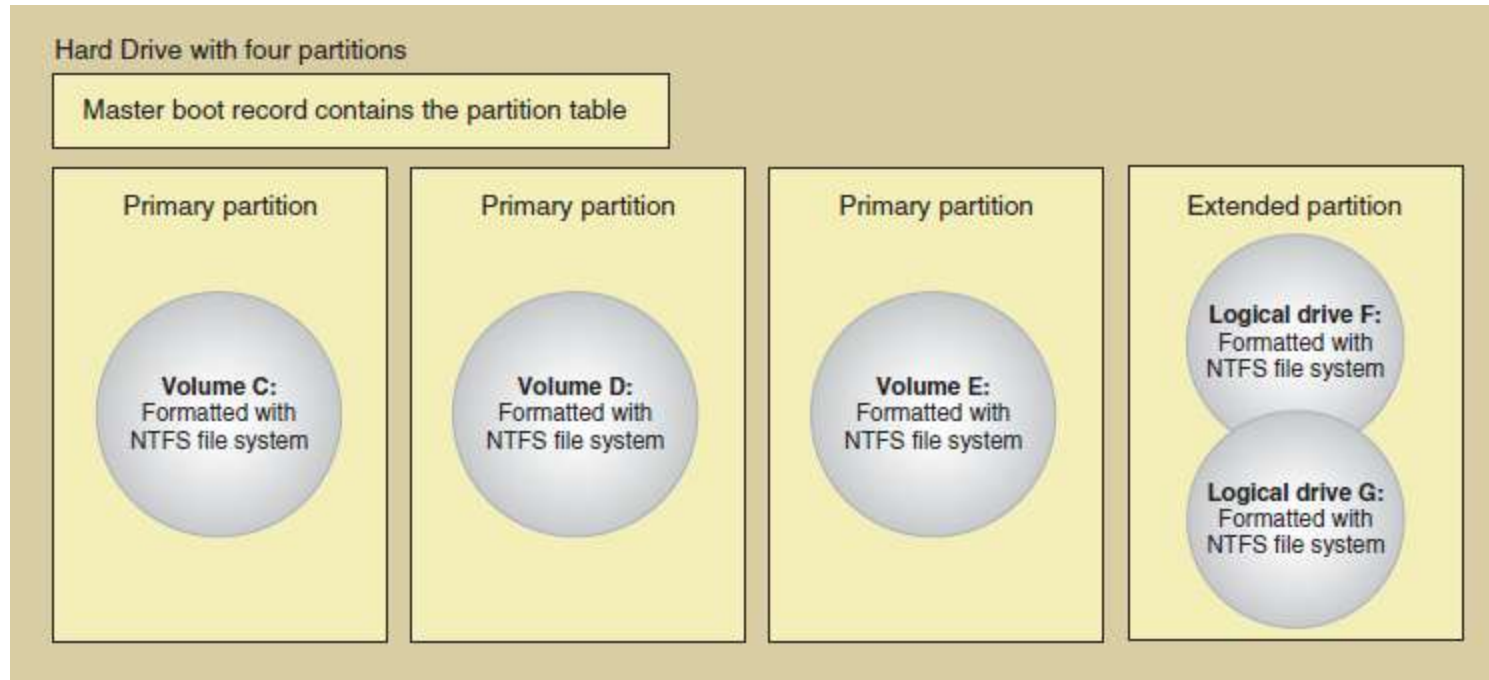 Hard Drive with four partitions
Master boot record contains the partition table
Primary partition
Volume C:
Formatted with
NTFS file system
Primary partition
Volume D:
Formatted with
NTFS file system
Primary partition
Volume E:
Formatted with
NTFS file system
Extended partition
Logical drive F:
Formatted with
NTFS file system
Logical drive G:
Formatted with
NTFS file system